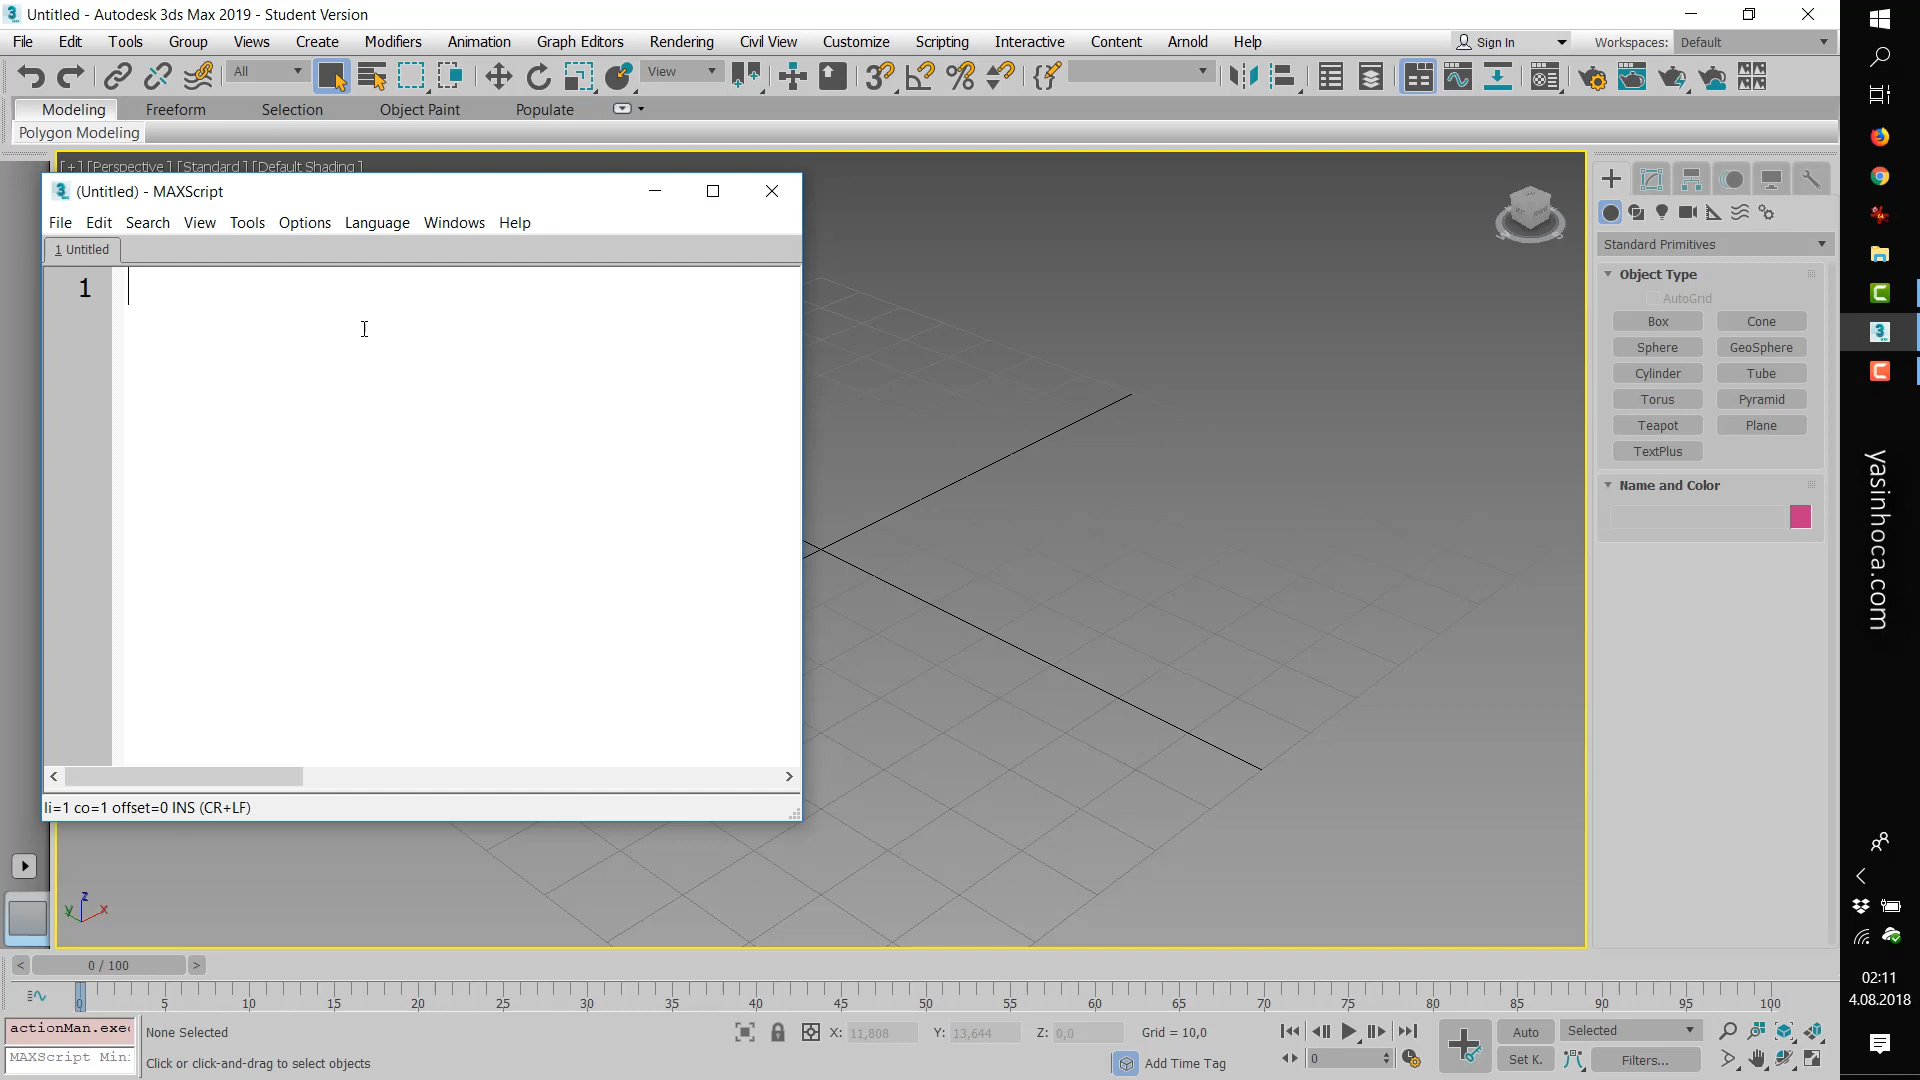 Untitled - Autodesk 3ds Max 2019 - Student Version
File Edit Tools Group Views Create Modifiers Animation Graph Editors Rendering Civil View Customize Scripting Interactive Content Arnold Help
Sign In
Workspaces: Default
All
View
Modeling Freeform Selection Object Paint Populate
Polygon Modeling
[+] [Perspective ] [Standard ] [Default Shading ]
(Untitled) - MAXScript
File Edit Search View Tools Options Language Windows Help
1 Untitled
1
li=1 co=1 offset=0 INS (CR+LF)
z
y
x
Standard Primitives
Object Type
AutoGrid
Box Cone
Sphere GeoSphere
Cylinder Tube
Torus Pyramid
Teapot Plane
TextPlus
Name and Color
yasinhoca.com
02:11
4.08.2018
< 0 / 100 >
0 5 10 15 20 25 30 35 40 45 50 55 60 65 70 75 80 85 90 95 100
actionMan.exe
None Selected
X: 11,808 Y: 13,644 Z: 0,0
Grid = 10,0
Auto
Selected
MAXScript Min
Click or click-and-drag to select objects
Add Time Tag
0
Set K.
Filters...